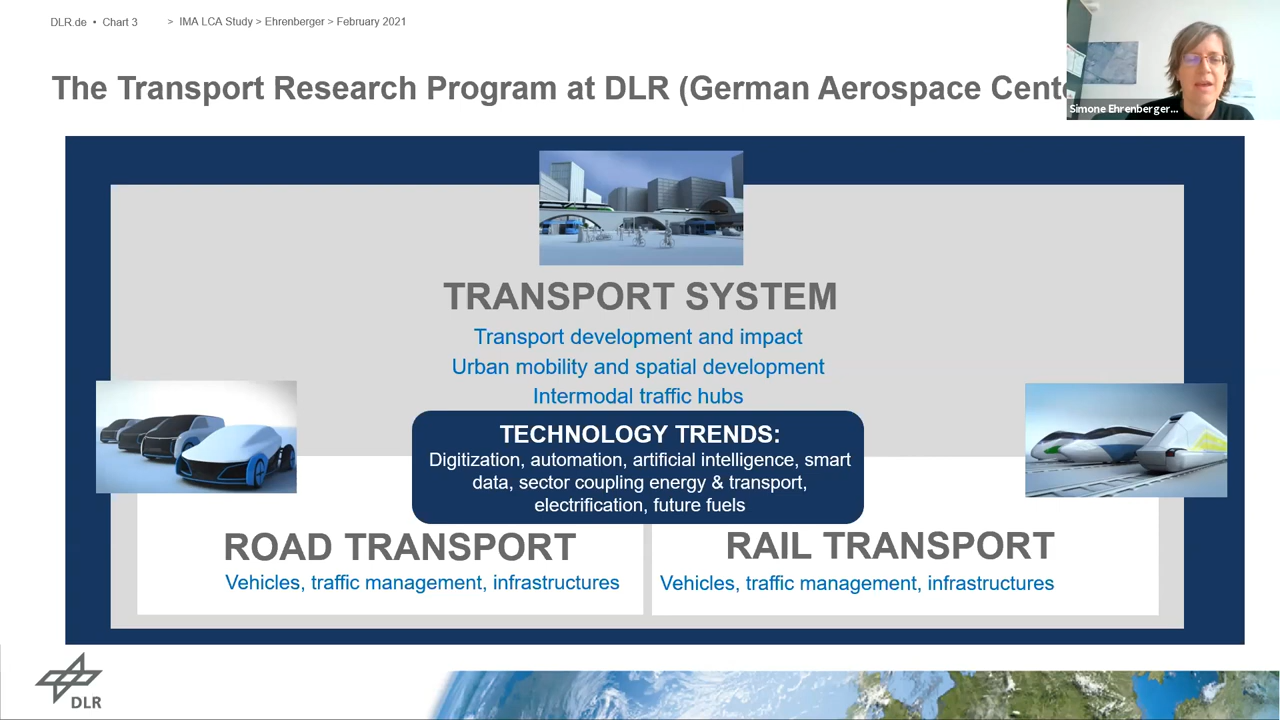 DLR.de • Chart 3 > IMA LCA Study > Ehrenberger > February 2021
The Transport Research Program at DLR (German Aerospace Cente
Simone Ehrenberger...
TRANSPORT SYSTEM
Transport development and impact
Urban mobility and spatial development
Intermodal traffic hubs
TECHNOLOGY TRENDS:
Digitization, automation, artificial intelligence, smart
data, sector coupling energy & transport,
electrification, future fuels
ROAD TRANSPORT
Vehicles, traffic management, infrastructures
RAIL TRANSPORT
Vehicles, traffic management, infrastructures
DLR